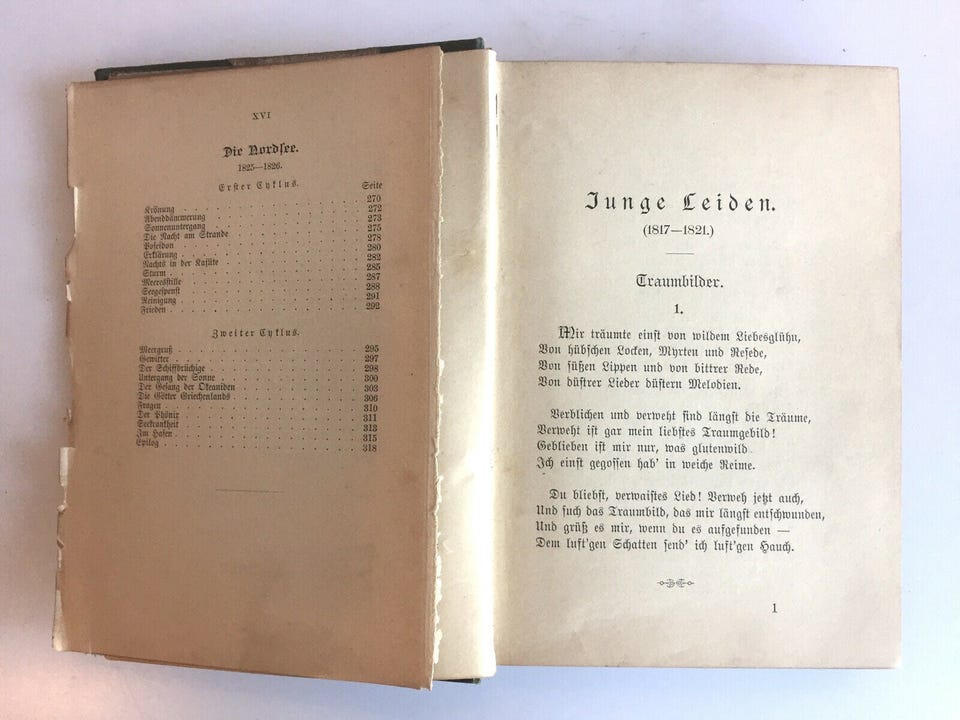 XVI
Die Nordsee.
1825—1826.
Erster Cyklus.
Seite
Krönung . . . . . . . . . . . . . . . 270
Abenddämmerung . . . . . . . . . . . . 272
Sonnenuntergang . . . . . . . . . . . . 273
Die Nacht am Strande . . . . . . . . . . 275
Poseidon . . . . . . . . . . . . . . . 278
Erklärung . . . . . . . . . . . . . . . 280
Nachts in der Kajüte . . . . . . . . . . 282
Sturm . . . . . . . . . . . . . . . . 285
Meeresstille . . . . . . . . . . . . . . 287
Seegespenst . . . . . . . . . . . . . . 288
Reinigung . . . . . . . . . . . . . . . 291
Frieden . . . . . . . . . . . . . . . . 292
Zweiter Cyklus.
Meergruß . . . . . . . . . . . . . . . 295
Gewitter . . . . . . . . . . . . . . . 297
Der Schiffbrüchige . . . . . . . . . . . 298
Untergang der Sonne . . . . . . . . . . 300
Der Gesang der Okeaniden . . . . . . . . 303
Die Götter Griechenlands . . . . . . . . . 306
Fragen . . . . . . . . . . . . . . . . 310
Der Phönix . . . . . . . . . . . . . . 311
Seekrankheit . . . . . . . . . . . . . . 313
Im Hafen . . . . . . . . . . . . . . . 315
Epilog . . . . . . . . . . . . . . . . 318
Junge Leiden.
(1817—1821.)
Traumbilder.
1.
Mir träumte einst von wildem Liebesglühn,
Von hübschen Locken, Myrten und Resede,
Von süßen Lippen und von bittrer Rede,
Von düstrer Lieder düstern Melodien.
Verblichen und verweht sind längst die Träume,
Verweht ist gar mein liebstes Traumgebild!
Geblieben ist mir nur, was glutenwild
Ich einst gegossen hab' in weiche Reime.
Du bliebst, verwaistes Lied! Verweh jetzt auch,
Und such das Traumbild, das mir längst entschwunden,
Und grüß es mir, wenn du es aufgefunden —
Dem luft'gen Schatten send' ich luft'gen Hauch.
1